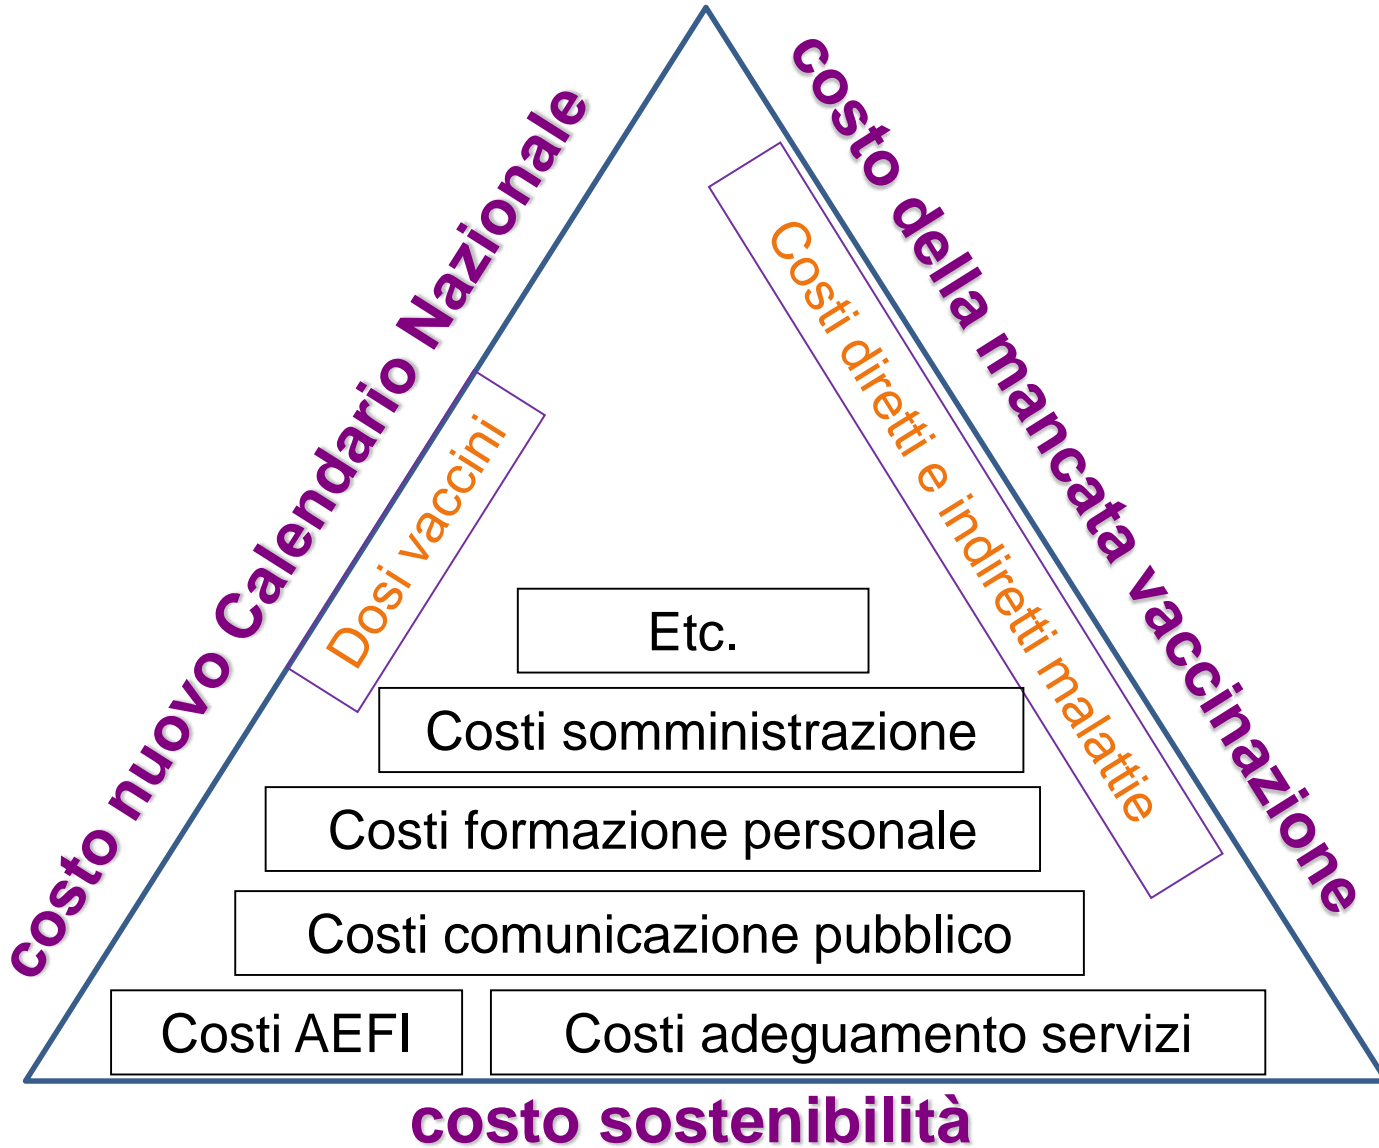 costo nuovo Calendario Nazionale
costo della mancata vaccinazione
Dosi vaccini
Costi diretti e indiretti malattie
Etc.
Costi somministrazione
Costi formazione personale
Costi comunicazione pubblico
Costi AEFI
Costi adeguamento servizi
costo sostenibilità